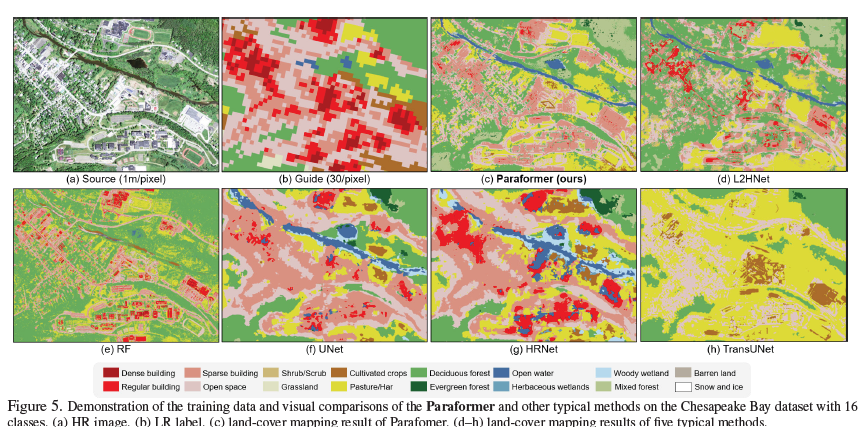 (a) Source (1m/pixel)
(b) Guide (30/pixel)
(c) Paraformer (ours)
(d) L2HNet
(e) RF
(f) UNet
(g) HRNet
(h) TransUNet
Dense building
Sparse building
Shrub/Scrub
Cultivated crops
Deciduous forest
Open water
Woody wetland
Barren land
Regular building
Open space
Grassland
Pasture/Har
Evergreen forest
Herbaceous wetlands
Mixed forest
Snow and ice
Figure 5. Demonstration of the training data and visual comparisons of the Paraformer and other typical methods on the Chesapeake Bay dataset with 16
classes. (a) HR image. (b) LR label. (c) land-cover mapping result of Parafomer. (d–h) land-cover mapping results of five typical methods.